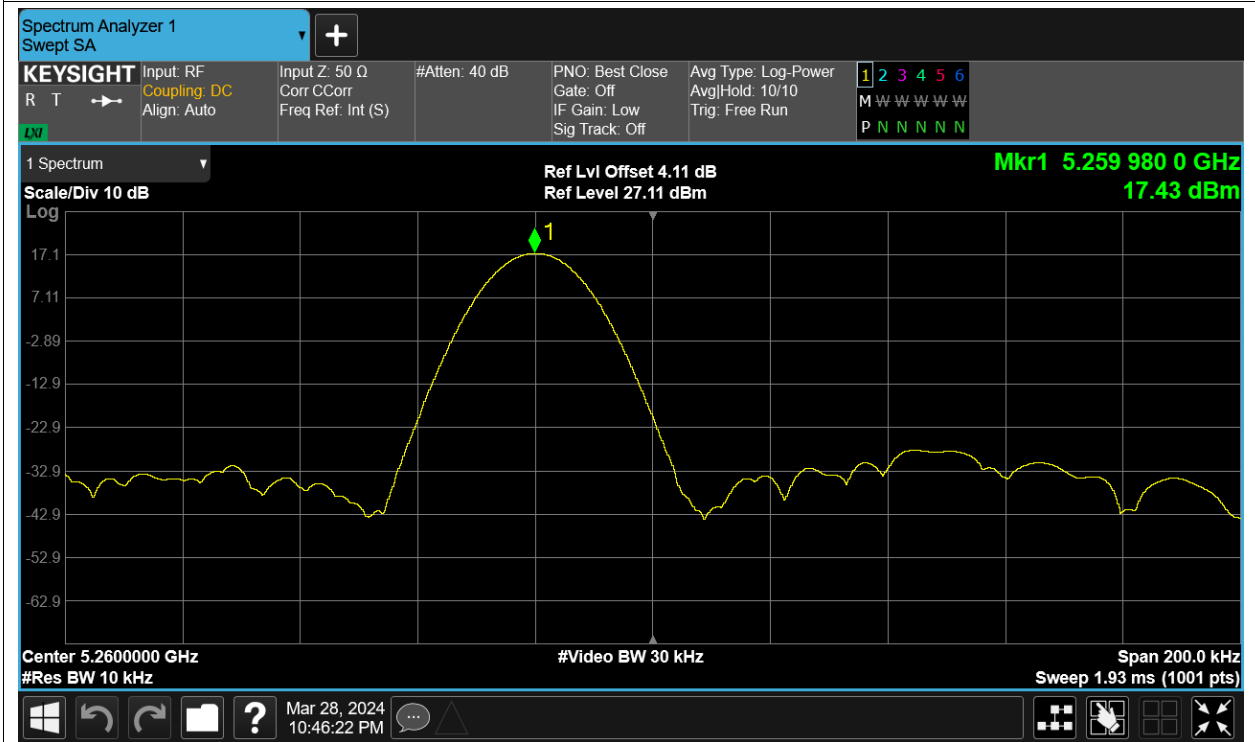 Spectrum Analyzer 1
Swept SA
KEYSIGHT
R T
LXI
Input: RF
Coupling: DC
Align: Auto
Input Z: 50 Ω
Corr CCorr
Freq Ref: Int (S)
#Atten: 40 dB
PNO: Best Close
Gate: Off
IF Gain: Low
Sig Track: Off
Avg Type: Log-Power
Avg|Hold: 10/10
Trig: Free Run
1 2 3 4 5 6
M W W W W W
P N N N N N
1 Spectrum
Scale/Div 10 dB
Log
Ref Lvl Offset 4.11 dB
Ref Level 27.11 dBm
Mkr1 5.259 980 0 GHz
17.43 dBm
1
17.1
7.11
-2.89
-12.9
-22.9
-32.9
-42.9
-52.9
-62.9
Center 5.2600000 GHz
#Res BW 10 kHz
#Video BW 30 kHz
Span 200.0 kHz
Sweep 1.93 ms (1001 pts)
?
Mar 28, 2024
10:46:22 PM